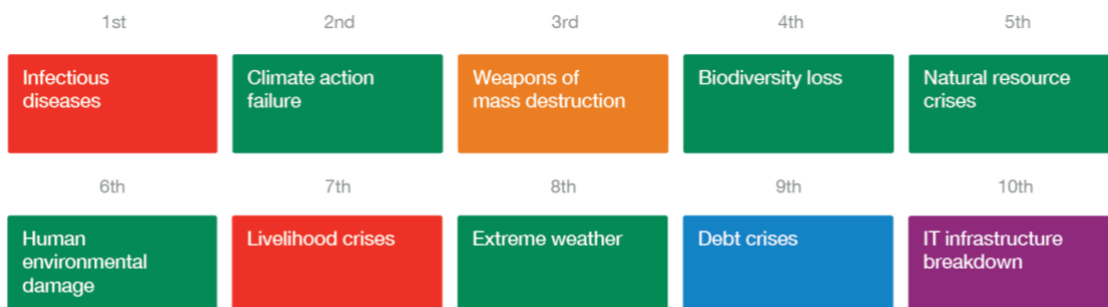 1st 2nd 3rd 4th 5th
Infectious
diseases
Climate action
failure
Weapons of
mass destruction
Biodiversity loss
Natural resource
crises
6th 7th 8th 9th 10th
Human
environmental
damage
Livelihood crises
Extreme weather
Debt crises
IT infrastructure
breakdown